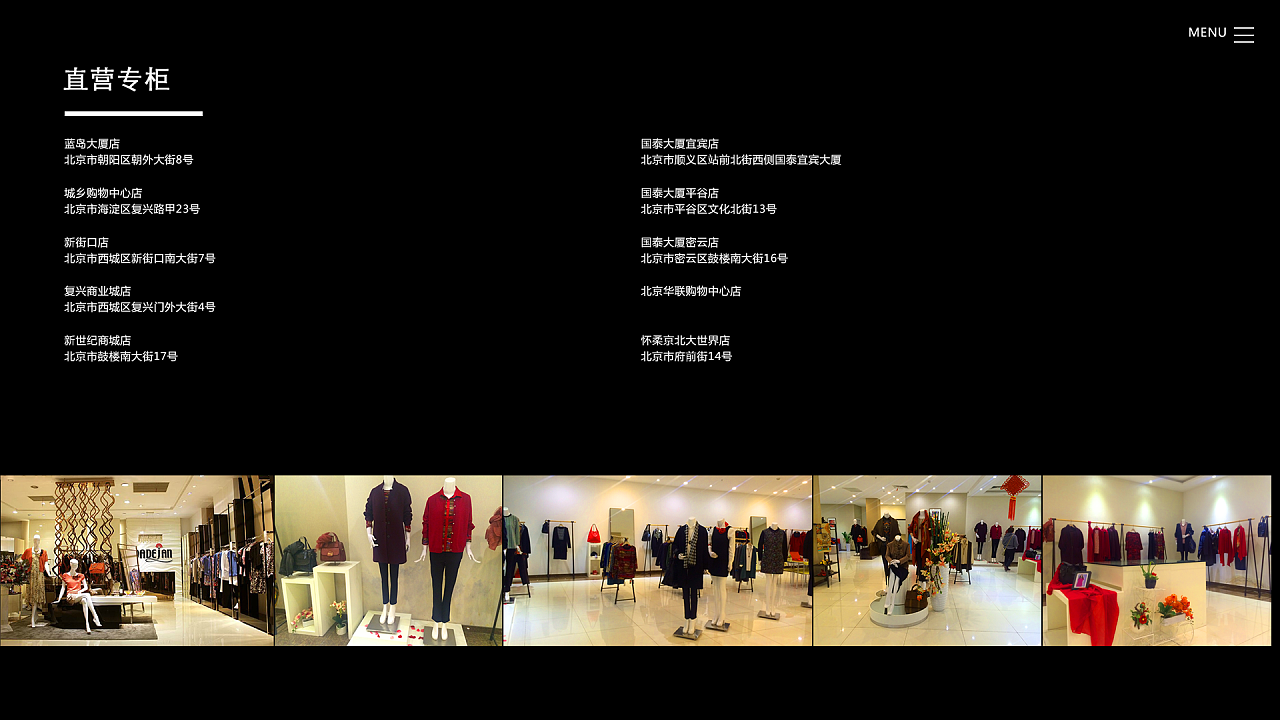 MENU
直营专柜
蓝岛大厦店
北京市朝阳区朝外大街8号
城乡购物中心店
北京市海淀区复兴路甲23号
新街口店
北京市西城区新街口南大街7号
复兴商业城店
北京市西城区复兴门外大街4号
新世纪商城店
北京市鼓楼南大街17号
国泰大厦宜宾店
北京市顺义区站前北街西侧国泰宜宾大厦
国泰大厦平谷店
北京市平谷区文化北街13号
国泰大厦密云店
北京市密云区鼓楼南大街16号
北京华联购物中心店
怀柔京北大世界店
北京市府前街14号